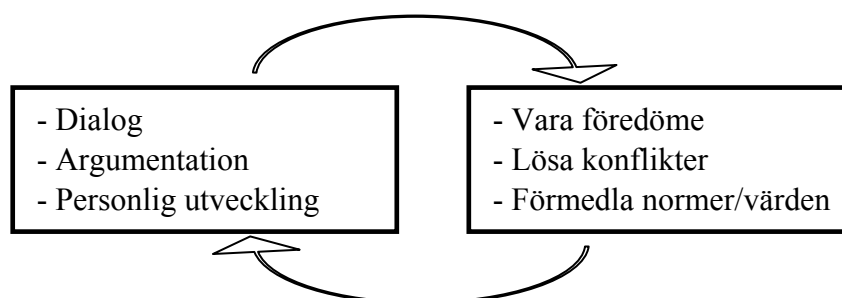 - Dialog
- Argumentation
- Personlig utveckling
- Vara föredöme
- Lösa konflikter
- Förmedla normer/värden